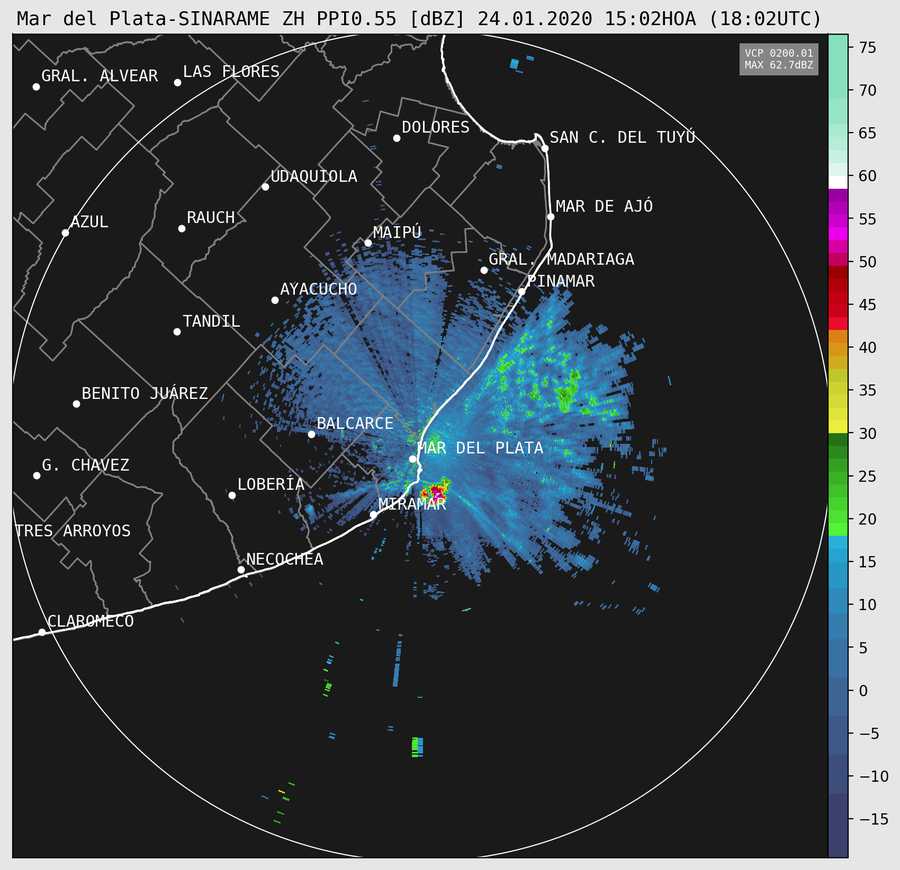 Mar del Plata-SINARAME ZH PPI0.55 [dBZ] 24.01.2020 15:02HOA (18:02UTC)
VCP 0200.01
MAX 62.7dBZ
GRAL. ALVEAR
LAS FLORES
DOLORES
SAN C. DEL TUYÚ
UDAQUIOLA
MAR DE AJÓ
AZUL
RAUCH
MAIPÚ
GRAL. MADARIAGA
PINAMAR
AYACUCHO
TANDIL
BENITO JUÁREZ
BALCARCE
MAR DEL PLATA
G. CHAVEZ
LOBERÍA
MIRAMAR
TRES ARROYOS
NECOCHEA
CLAROMECO
75
70
65
60
55
50
45
40
35
30
25
20
15
10
5
0
−5
−10
−15